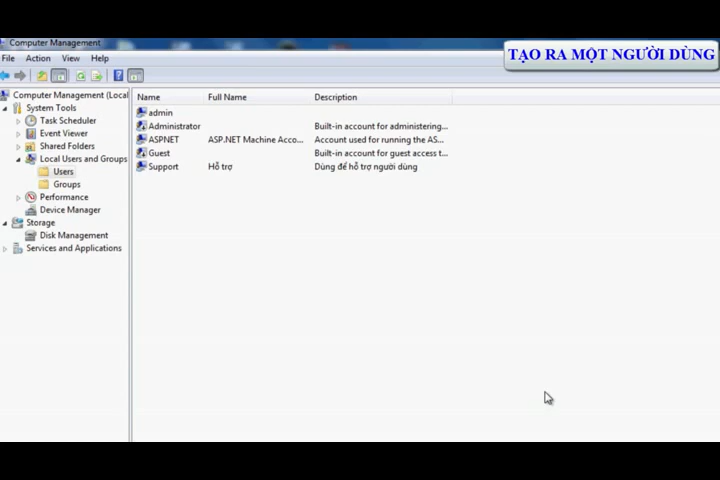 Computer Management
TẠO RA MỘT NGƯỜI DÙNG
File Action View Help
Computer Management (Local
System Tools
Task Scheduler
Event Viewer
Shared Folders
Local Users and Groups
Users
Groups
Performance
Device Manager
Storage
Disk Management
Services and Applications
Name Full Name Description
admin
Administrator Built-in account for administering...
ASPNET ASP.NET Machine Acco... Account used for running the AS...
Guest Built-in account for guest access t...
Support Hỗ trợ Dùng để hỗ trợ người dùng